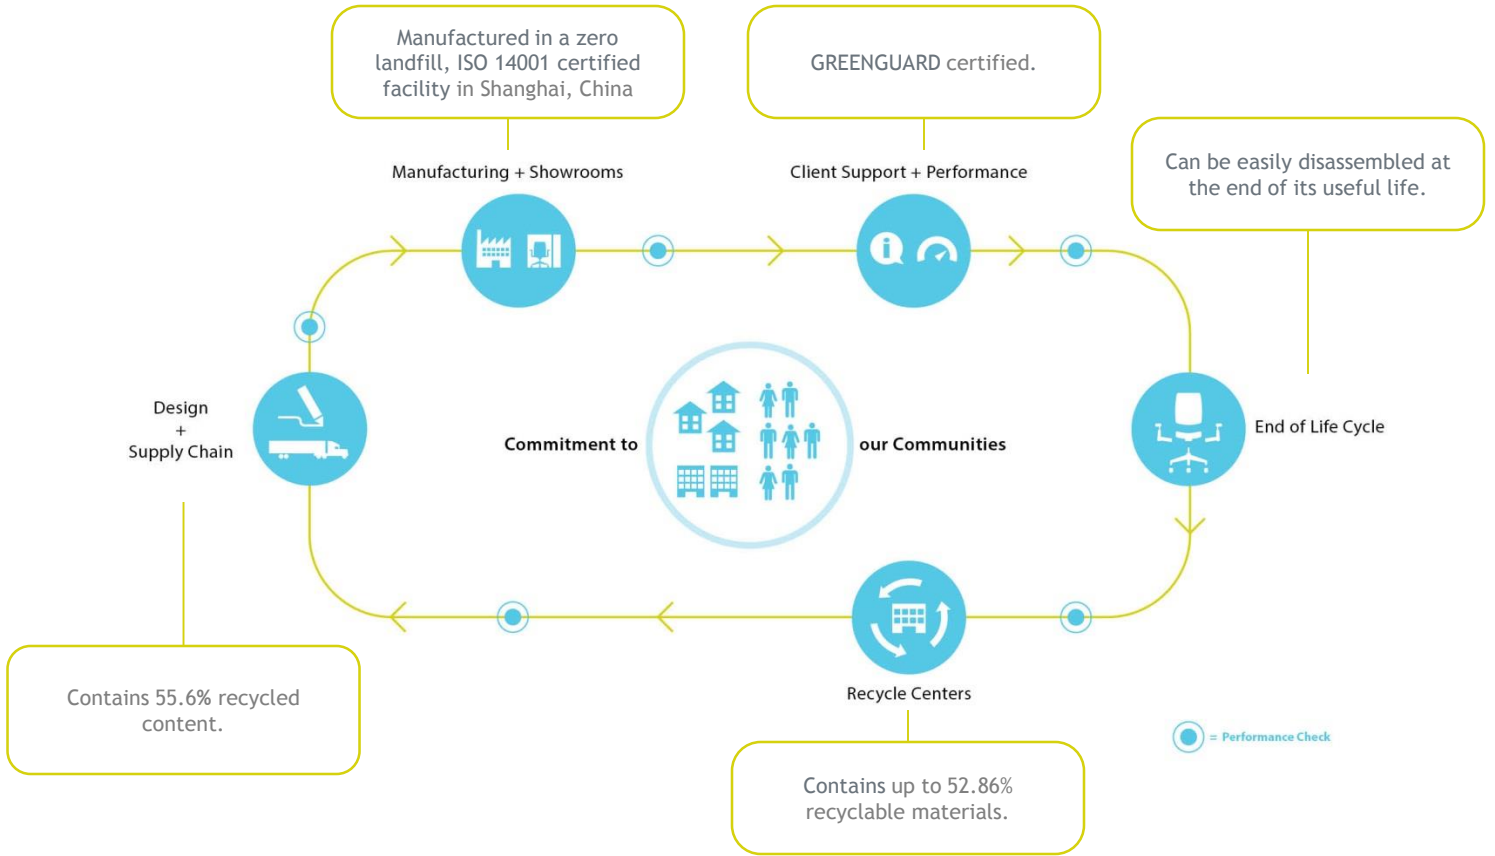 Manufactured in a zero
landfill, ISO 14001 certified
facility in Shanghai, China
GREENGUARD certified.
Can be easily disassembled at
the end of its useful life.
Manufacturing + Showrooms
Client Support + Performance
Design
+
Supply Chain
Commitment to
our Communities
End of Life Cycle
Recycle Centers
Contains 55.6% recycled
content.
= Performance Check
Contains up to 52.86%
recyclable materials.